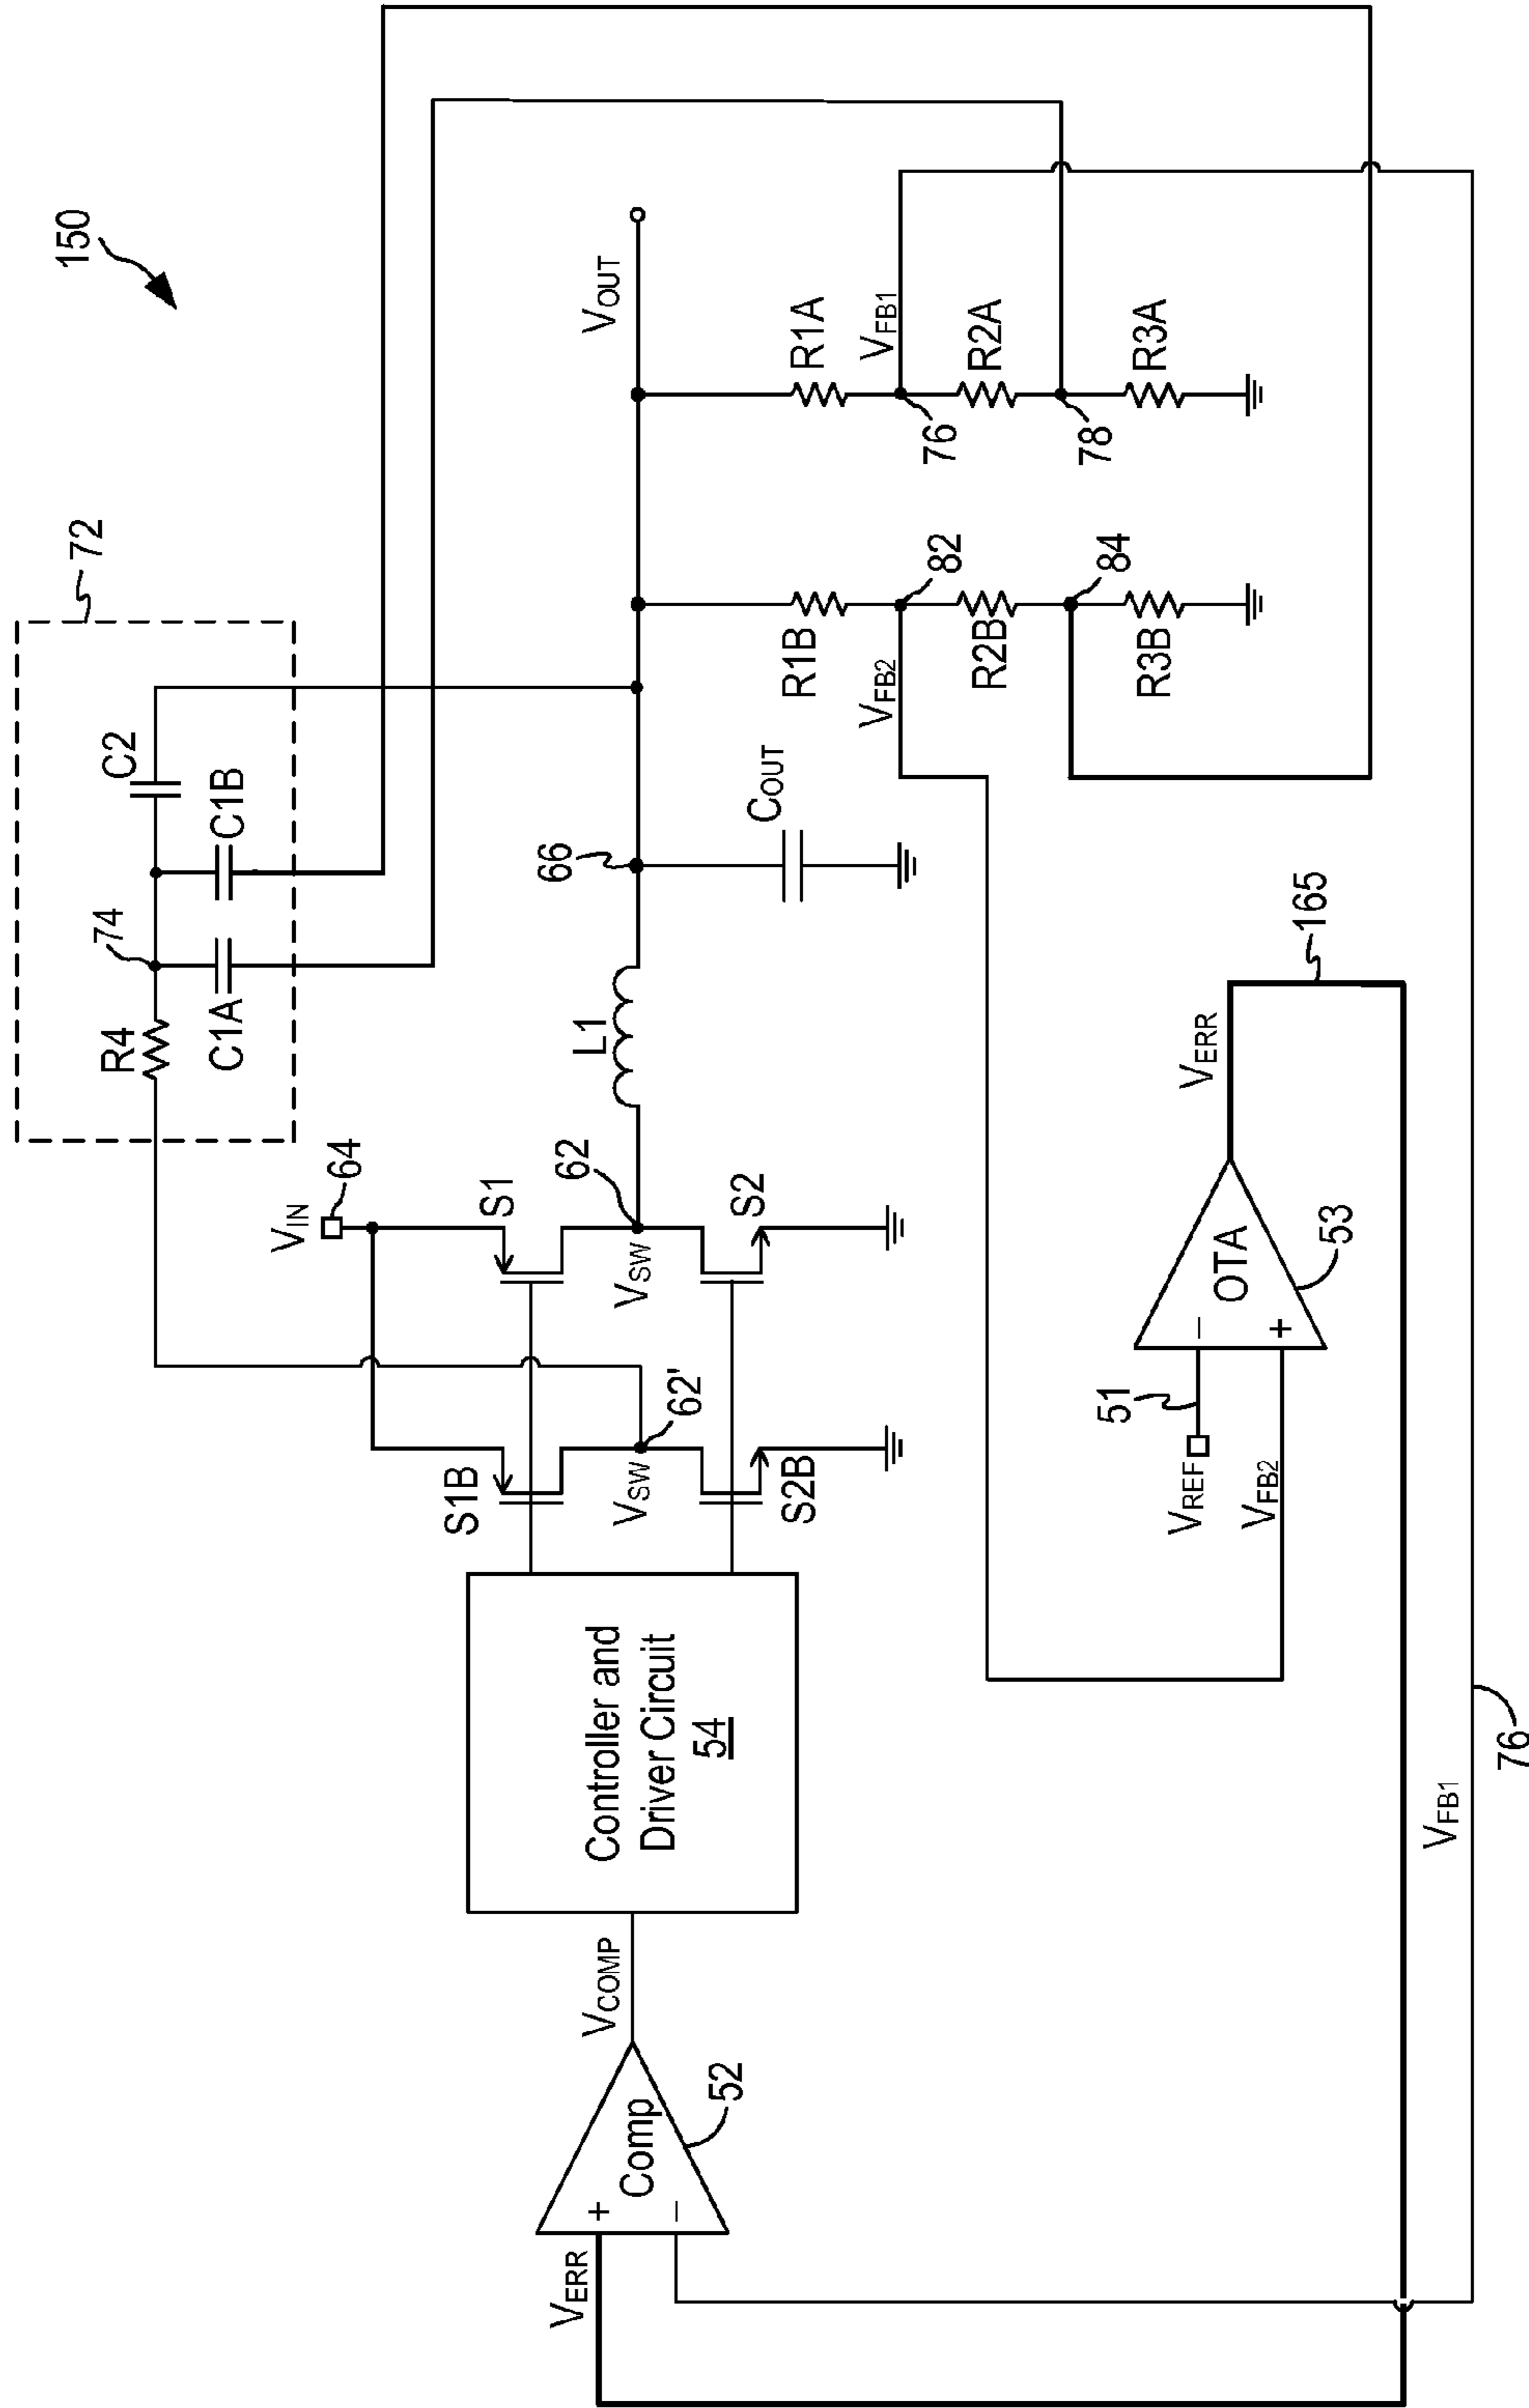 150
72
C2
C1B
74
R4
C1A
VIN
64
S1
62
VSW
S2
S1B
VSW
62'
S2B
L1
66
COUT
VOUT
R1B
VFB2
82
R2B
84
R3B
R1A
VFB1
76
R2A
78
R3A
Controller and
Driver Circuit
54
VCOMP
Comp
+
−
52
VERR
VREF
51
VFB2
OTA
−
+
53
VERR
165
VFB1
76